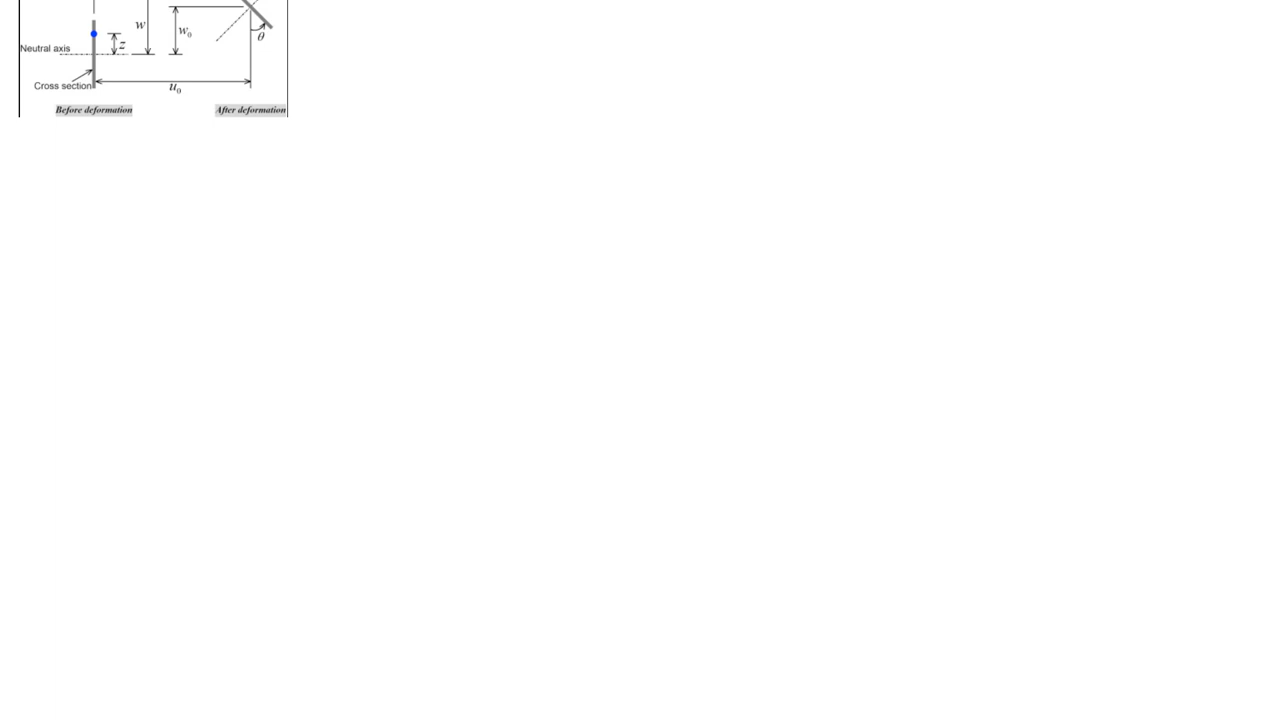 w
w₀
z
θ
Neutral axis
Cross section
u₀
Before deformation
After deformation